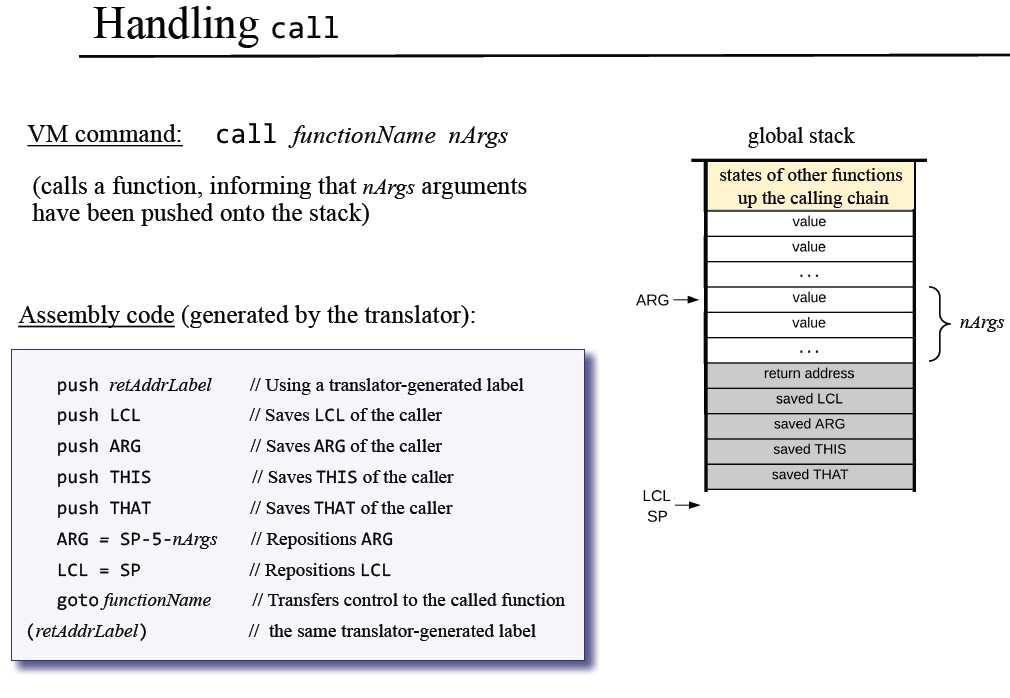 Handling call
VM command: call functionName nArgs
(calls a function, informing that nArgs arguments
have been pushed onto the stack)
Assembly code (generated by the translator):
push retAddrLabel // Using a translator-generated label
push LCL // Saves LCL of the caller
push ARG // Saves ARG of the caller
push THIS // Saves THIS of the caller
push THAT // Saves THAT of the caller
ARG = SP-5-nArgs // Repositions ARG
LCL = SP // Repositions LCL
goto functionName // Transfers control to the called function
(retAddrLabel) // the same translator-generated label
global stack
states of other functions
up the calling chain
value
value
...
ARG
value
value
nArgs
...
return address
saved LCL
saved ARG
saved THIS
saved THAT
LCL
SP